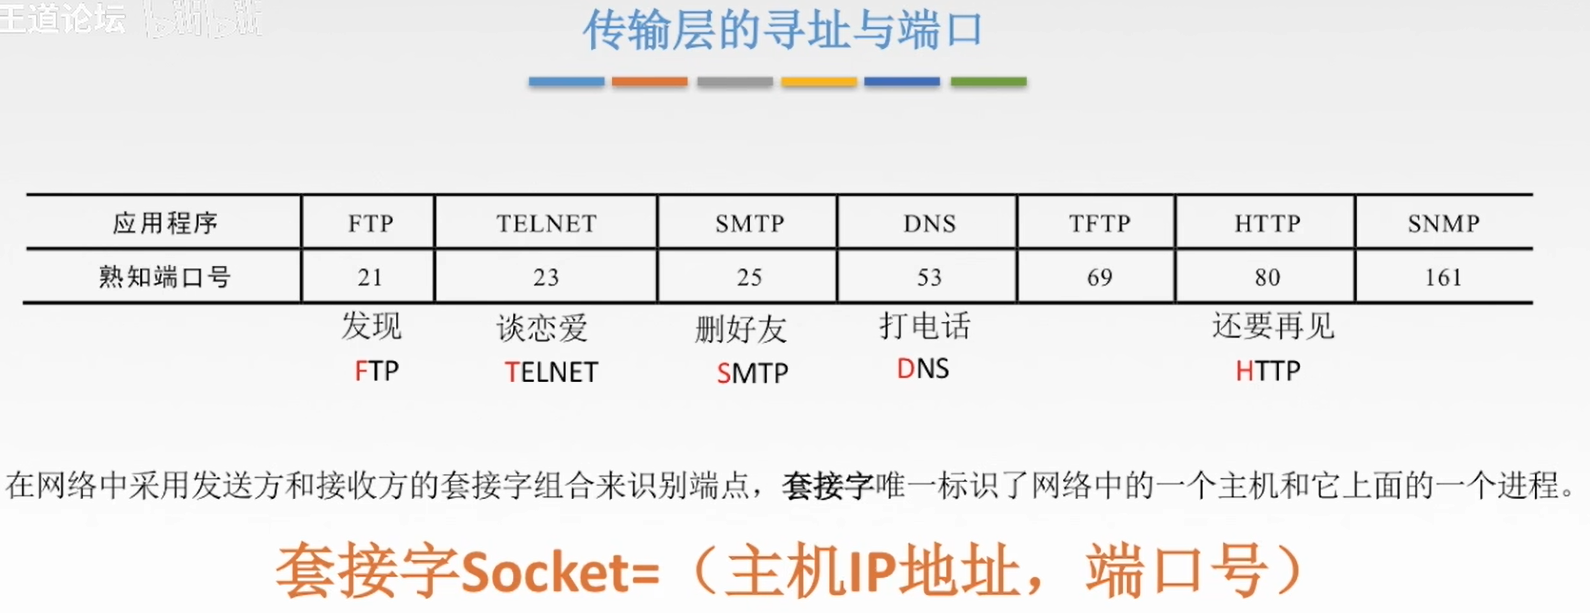 王道论坛 bilibili
传输层的寻址与端口
应用程序 FTP TELNET SMTP DNS TFTP HTTP SNMP
熟知端口号 21 23 25 53 69 80 161
发现 谈恋爱 删好友 打电话 还要再见
FTP TELNET SMTP DNS HTTP
在网络中采用发送方和接收方的套接字组合来识别端点，套接字唯一标识了网络中的一个主机和它上面的一个进程。
套接字Socket=（主机IP地址，端口号）